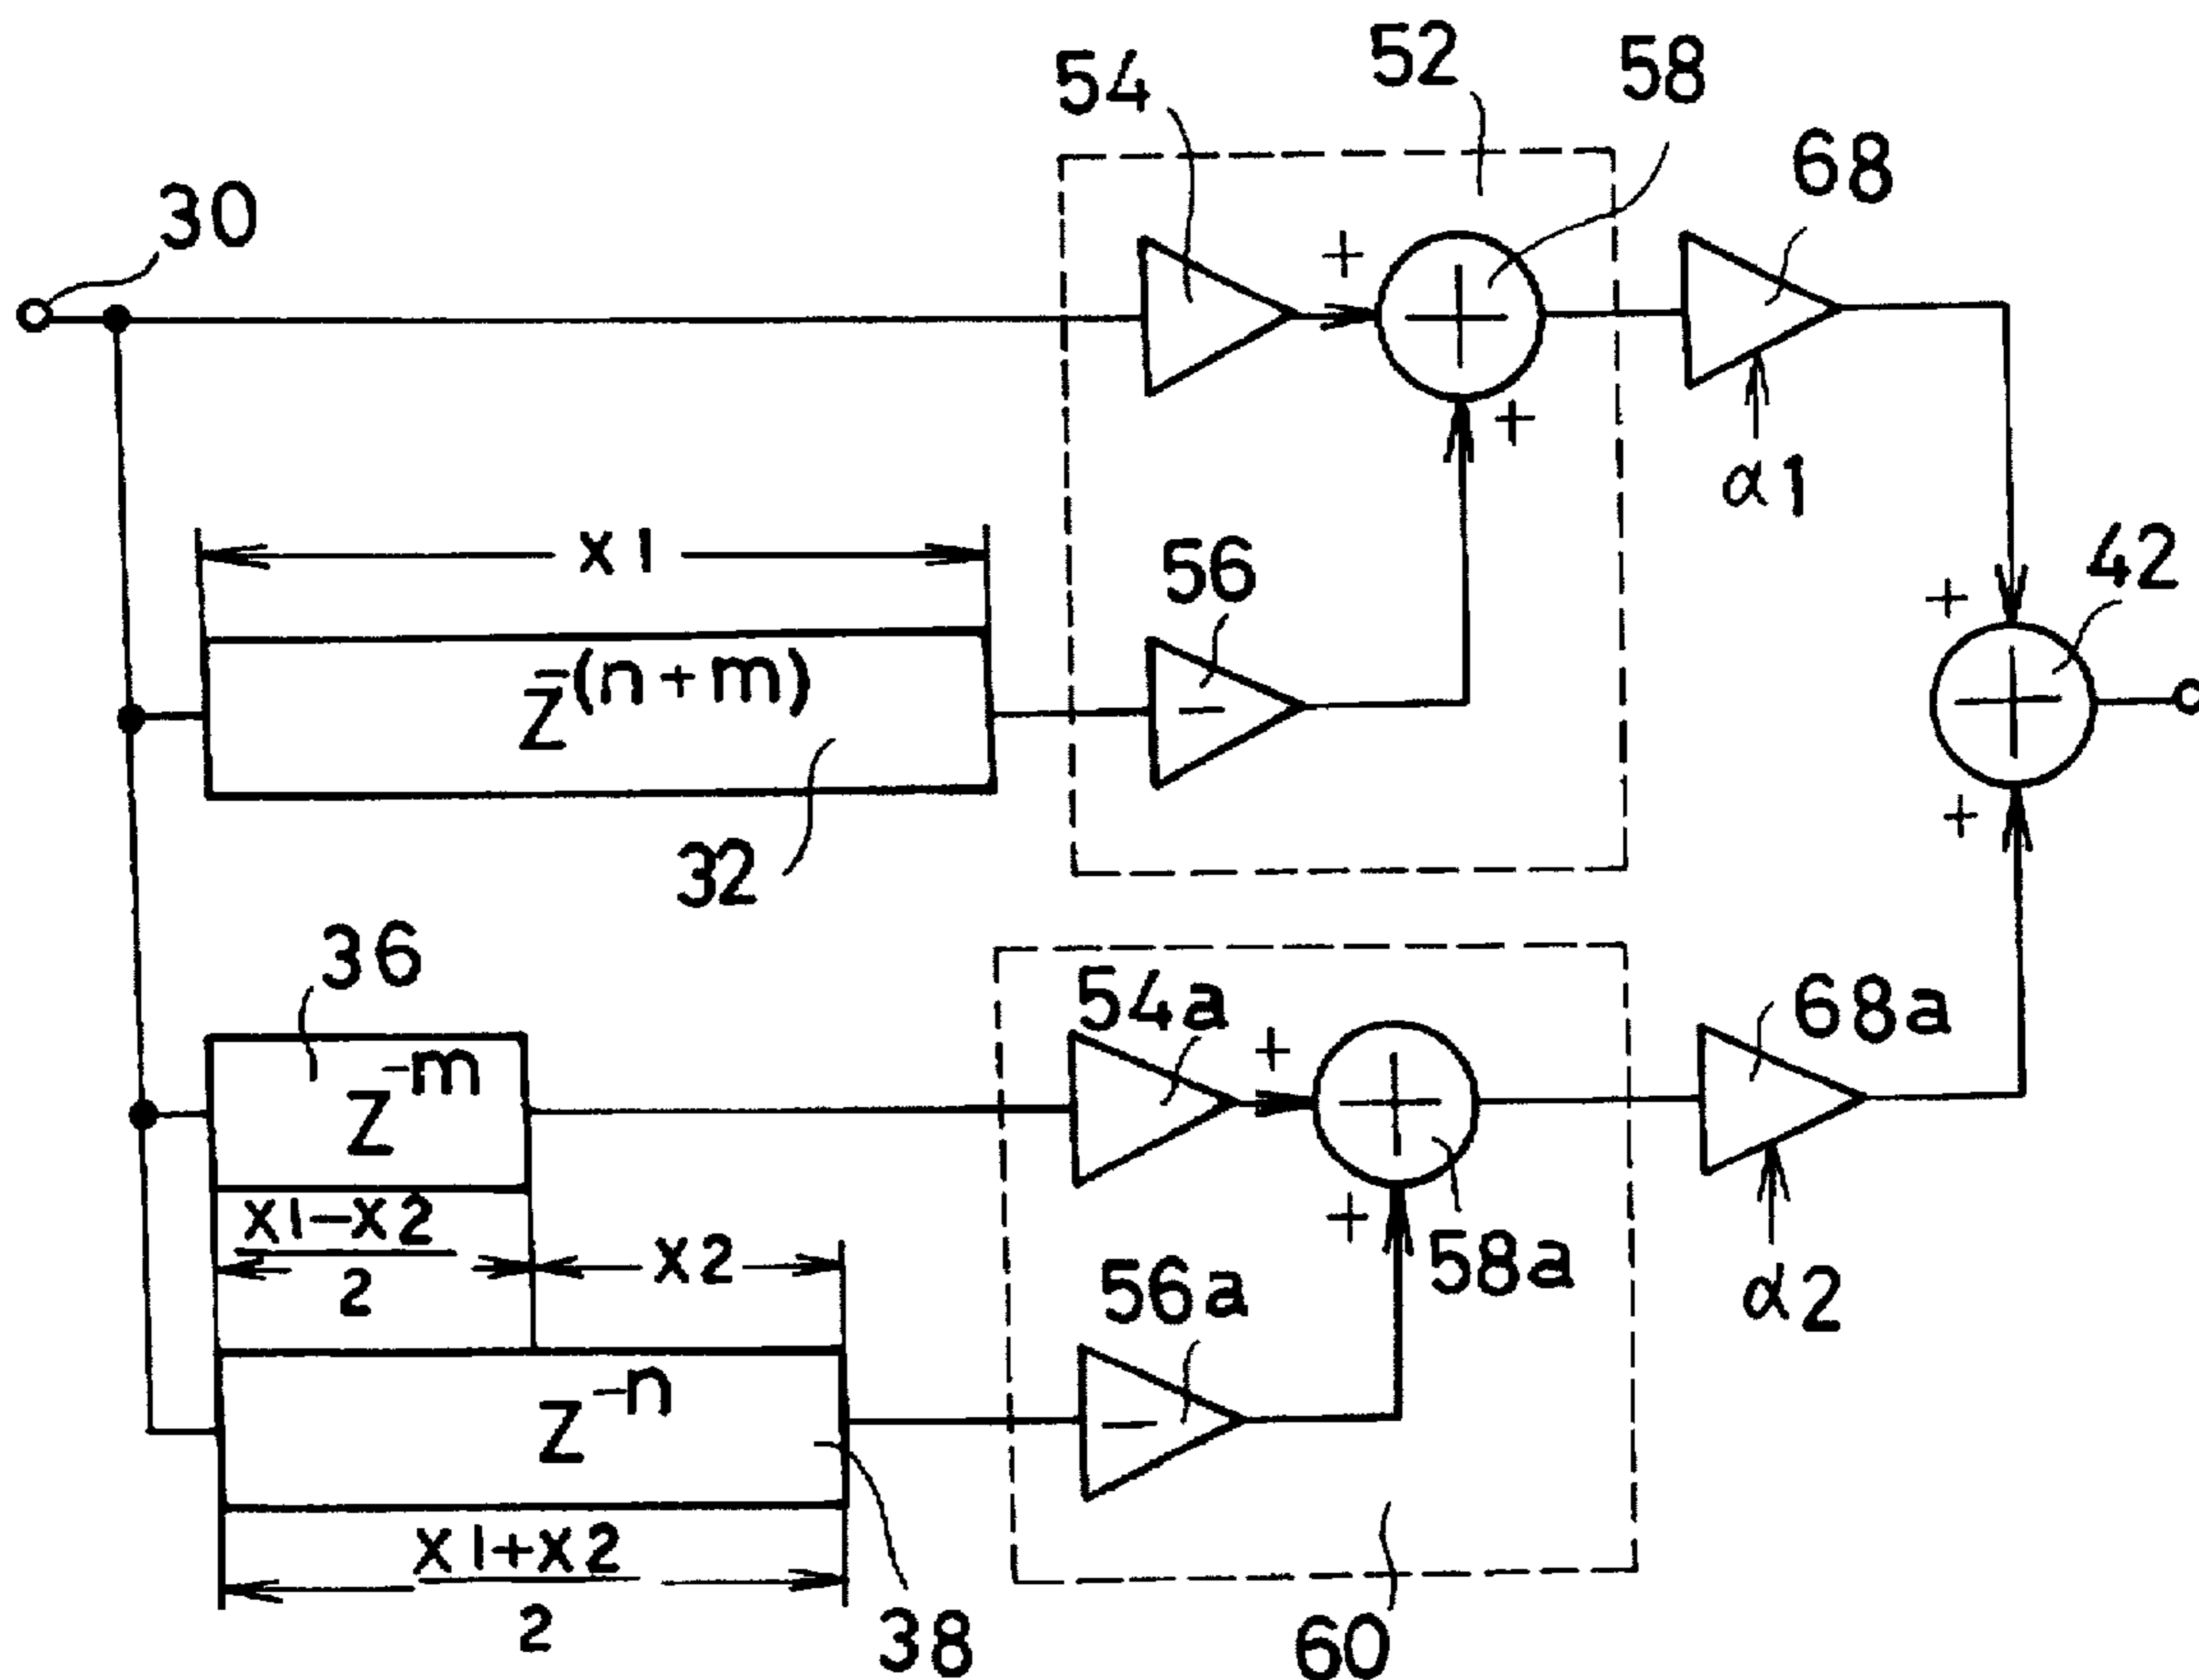 52
58
54
68
30
+
+
α1
x1
56
42
+
-
Z^-(n+m)
+
32
36
54a
68a
+
Z^-m
x1-x2
2
x2
+
58a
56a
α2
Z^-n
-
x1+x2
2
38
60